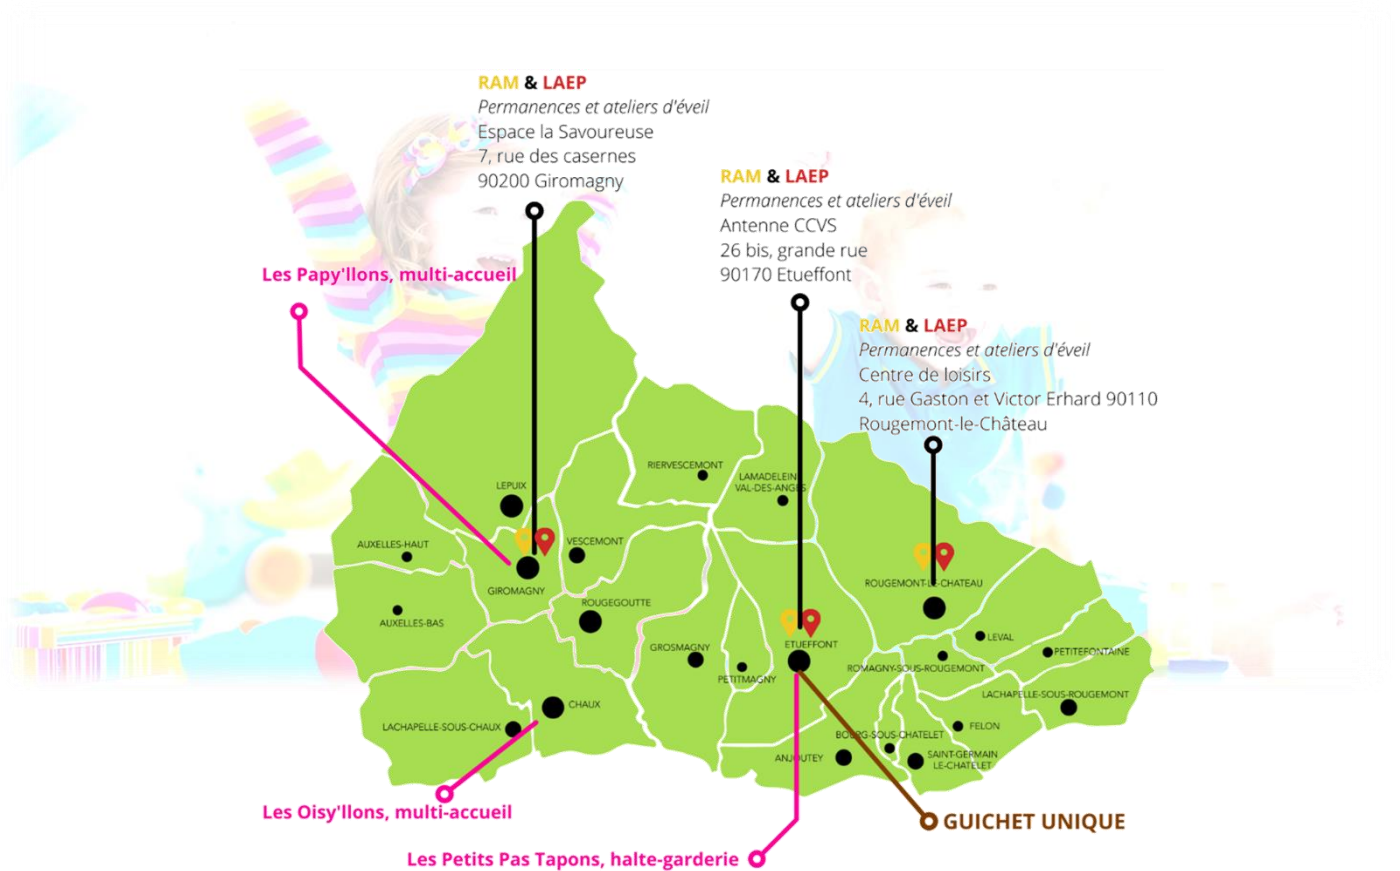 RAM & LAEP
Permanences et ateliers d'éveil
Espace la Savoureuse
7, rue des casernes
90200 Giromagny
RAM & LAEP
Permanences et ateliers d'éveil
Antenne CCVS
26 bis, grande rue
90170 Etueffont
Les Papy'llons, multi-accueil
RAM & LAEP
Permanences et ateliers d'éveil
Centre de loisirs
4, rue Gaston et Victor Erhard 90110
Rougemont-le-Château
RIERVESCEMONT
LAMADELEINE
VAL-DES-ANGES
LEPUIX
AUXELLES-HAUT
VESCEMONT
ROUGEMONT-LE-CHATEAU
GIROMAGNY
ROUGEGOUTTE
AUXELLES-BAS
LEVAL
GROSMAGNY
ETUEFFONT
PETITEFONTAINE
ROMAGNY-SOUS-ROUGEMONT
PETITMAGNY
LACHAPELLE-SOUS-ROUGEMONT
CHAUX
LACHAPELLE-SOUS-CHAUX
FELON
BOURG-SOUS-CHATELET
ANJOUTEY
SAINT-GERMAIN
LE-CHATELET
Les Oisy'llons, multi-accueil
GUICHET UNIQUE
Les Petits Pas Tapons, halte-garderie